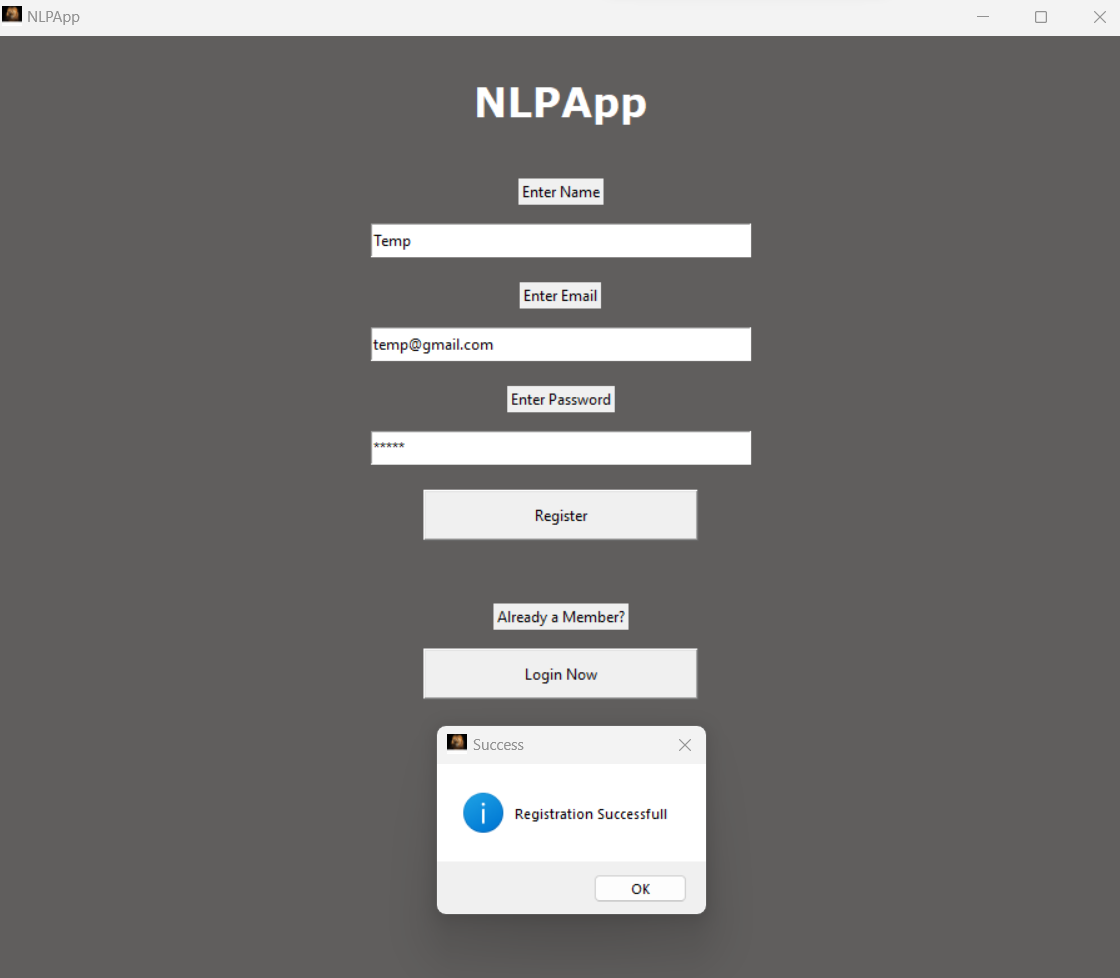 NLPApp
NLPApp
Enter Name
Temp
Enter Email
temp@gmail.com
Enter Password
*****
Register
Already a Member?
Login Now
Success
Registration Successfull
OK